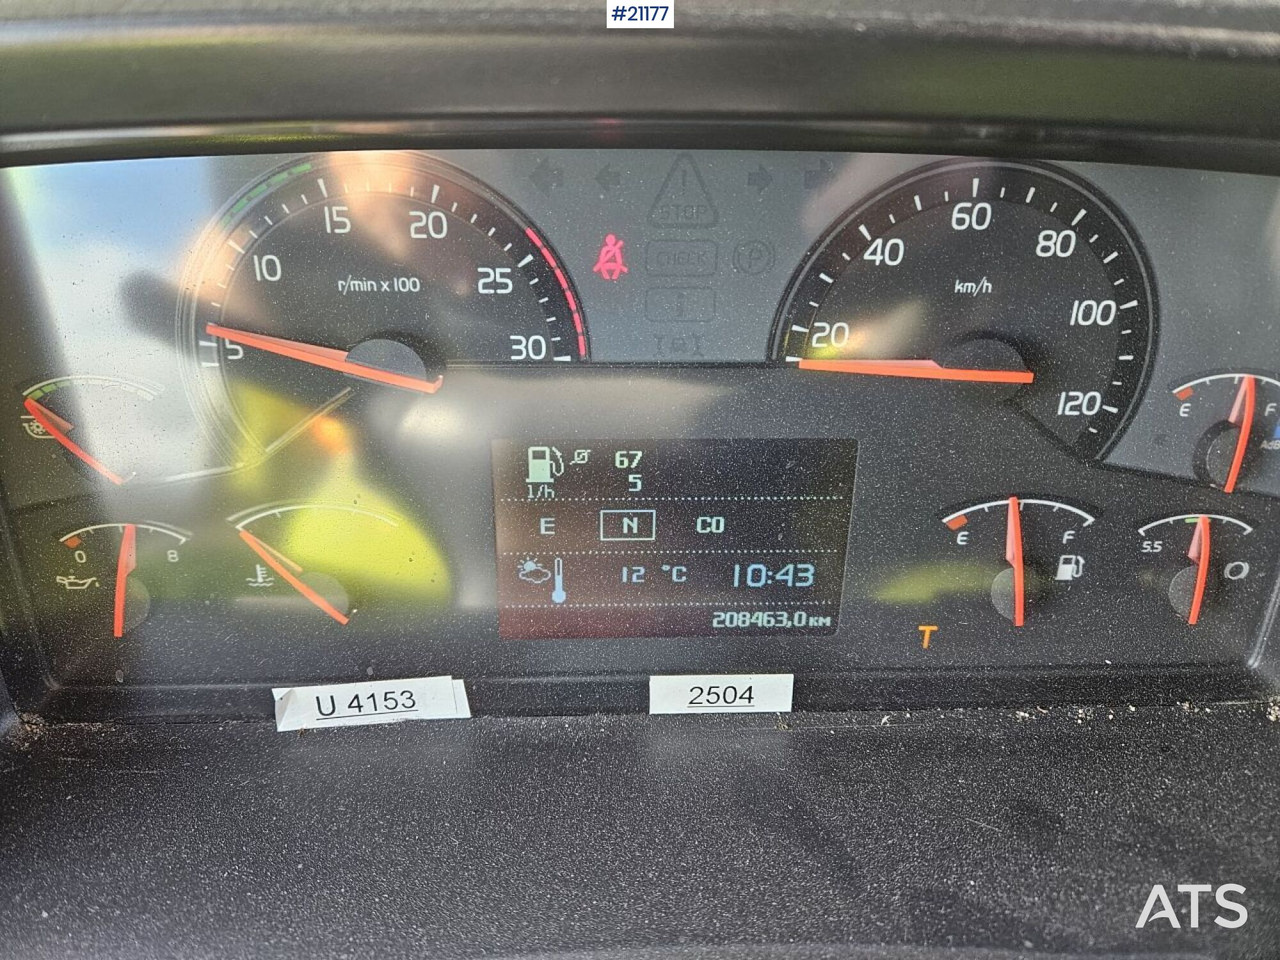 #21177
STOP
CHECK
P
i
5
10
15
20
25
30
r/min x 100
20
40
60
80
100
120
km/h
E F
0 8
67
l/h 5
E N C0
12 °C 10:43
208463,0 KM
E F
5.5
T
U 4153
2504
ATS